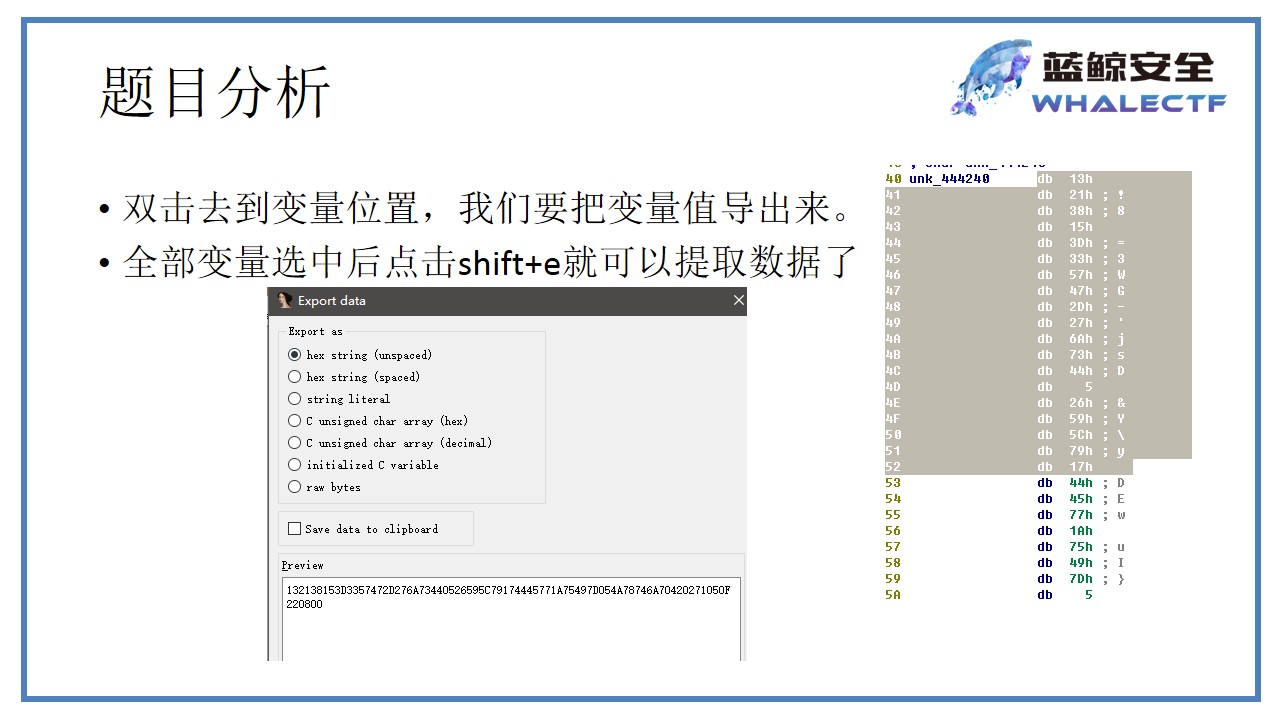 题目分析
蓝鲸安全
WHALECTF
• 双击去到变量位置，我们要把变量值导出来。
• 全部变量选中后点击shift+e就可以提取数据了
Export data
Export as
hex string (unspaced)
hex string (spaced)
string literal
C unsigned char array (hex)
C unsigned char array (decimal)
initialized C variable
raw bytes
Save data to clipboard
Preview
132138153D3357472D276A73440526595C79174445771A75497D054A78746A70420271050F
220800
40 unk_444240 db 13h
41 db 21h ; !
42 db 38h ; 8
43 db 15h
44 db 3Dh ; =
45 db 33h ; 3
46 db 57h ; W
47 db 47h ; G
48 db 2Dh ; -
49 db 27h ; '
4A db 6Ah ; j
4B db 73h ; s
4C db 44h ; D
4D db 5
4E db 26h ; &
4F db 59h ; Y
50 db 5Ch ; \
51 db 79h ; y
52 db 17h
53 db 44h ; D
54 db 45h ; E
55 db 77h ; w
56 db 1Ah
57 db 75h ; u
58 db 49h ; I
59 db 7Dh ; }
5A db 5